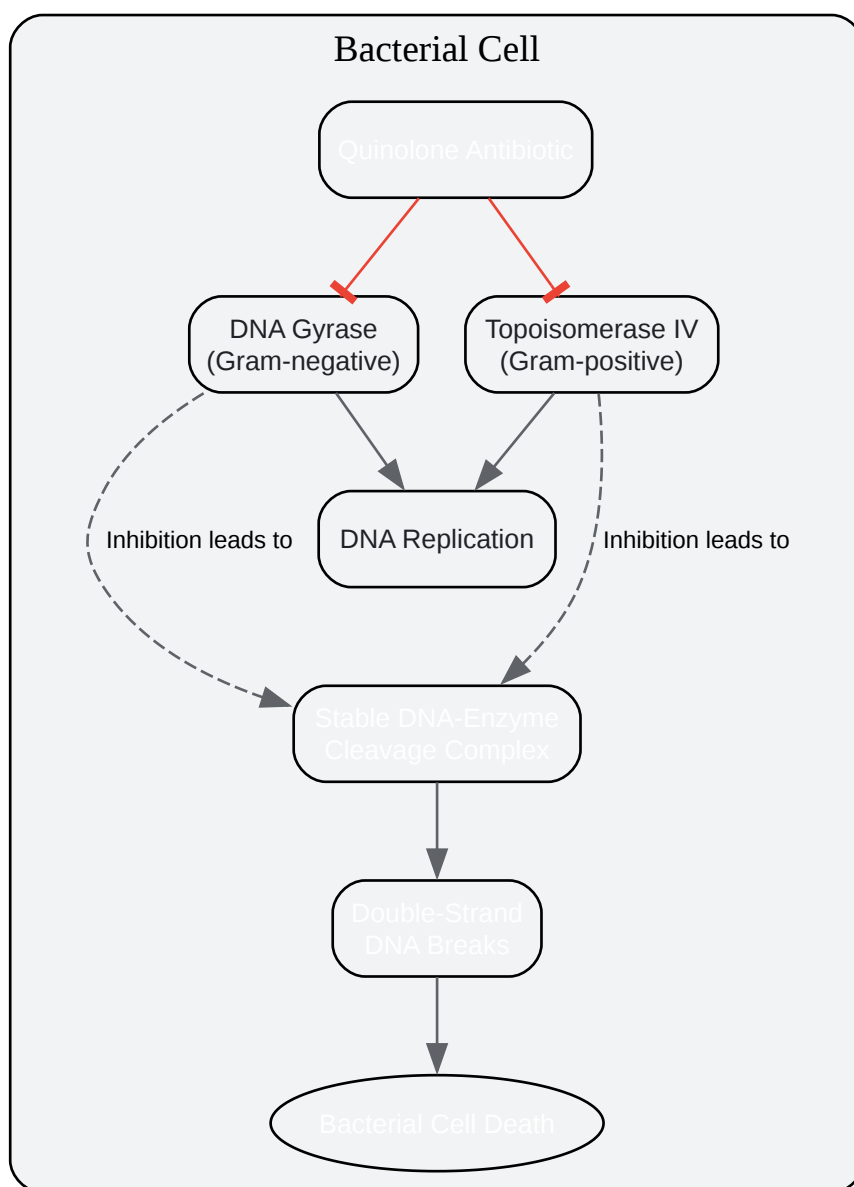 Bacterial Cell
Quinolone Antibiotic
DNA Gyrase
(Gram-negative)
Topoisomerase IV
(Gram-positive)
Inhibition leads to
DNA Replication
Inhibition leads to
Stable DNA-Enzyme
Cleavage Complex
Double-Strand
DNA Breaks
Bacterial Cell Death